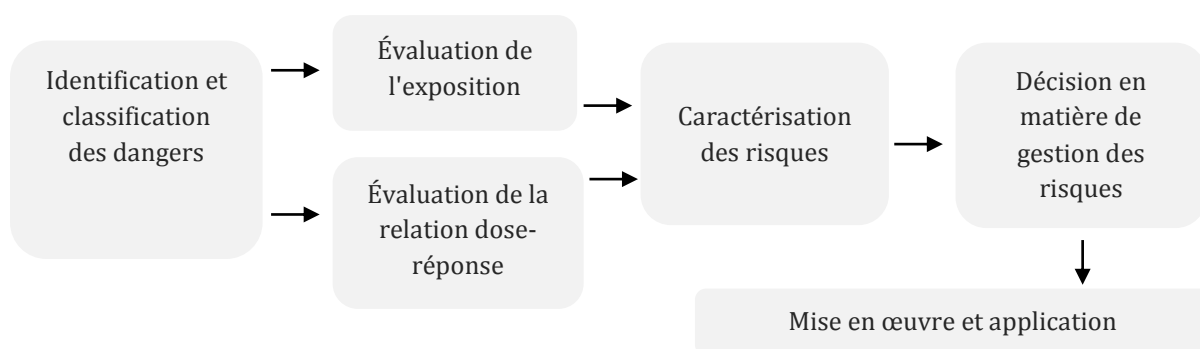 Identification et
classification
des dangers
Évaluation de
l'exposition
Évaluation de la
relation dose-
réponse
Caractérisation
des risques
Décision en
matière de
gestion des
risques
Mise en œuvre et application